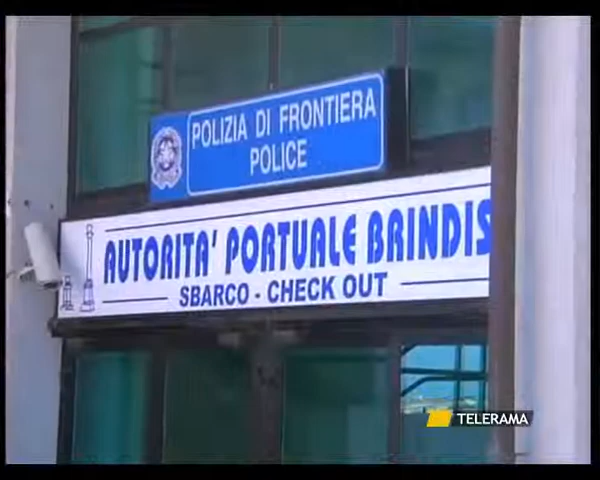 POLIZIA DI FRONTIERA
POLICE
AUTORITA' PORTUALE BRINDIS
SBARCO - CHECK OUT
TELERAMA